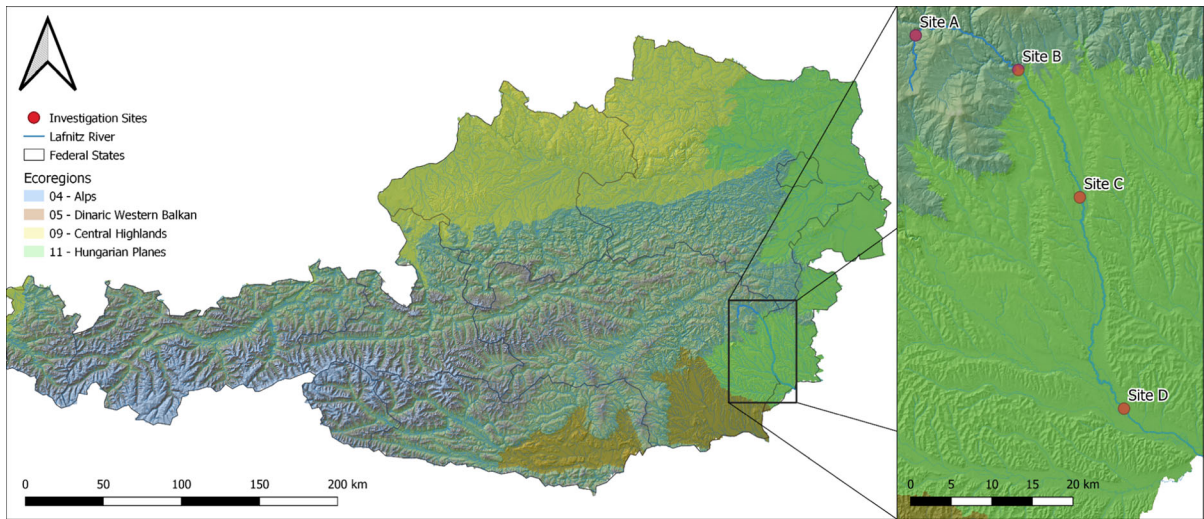 Investigation Sites
Lafnitz River
Federal States
Ecoregions
04 - Alps
05 - Dinaric Western Balkan
09 - Central Highlands
11 - Hungarian Planes
0 50 100 150 200 km
Site A
Site B
Site C
Site D
0 5 10 15 20 km